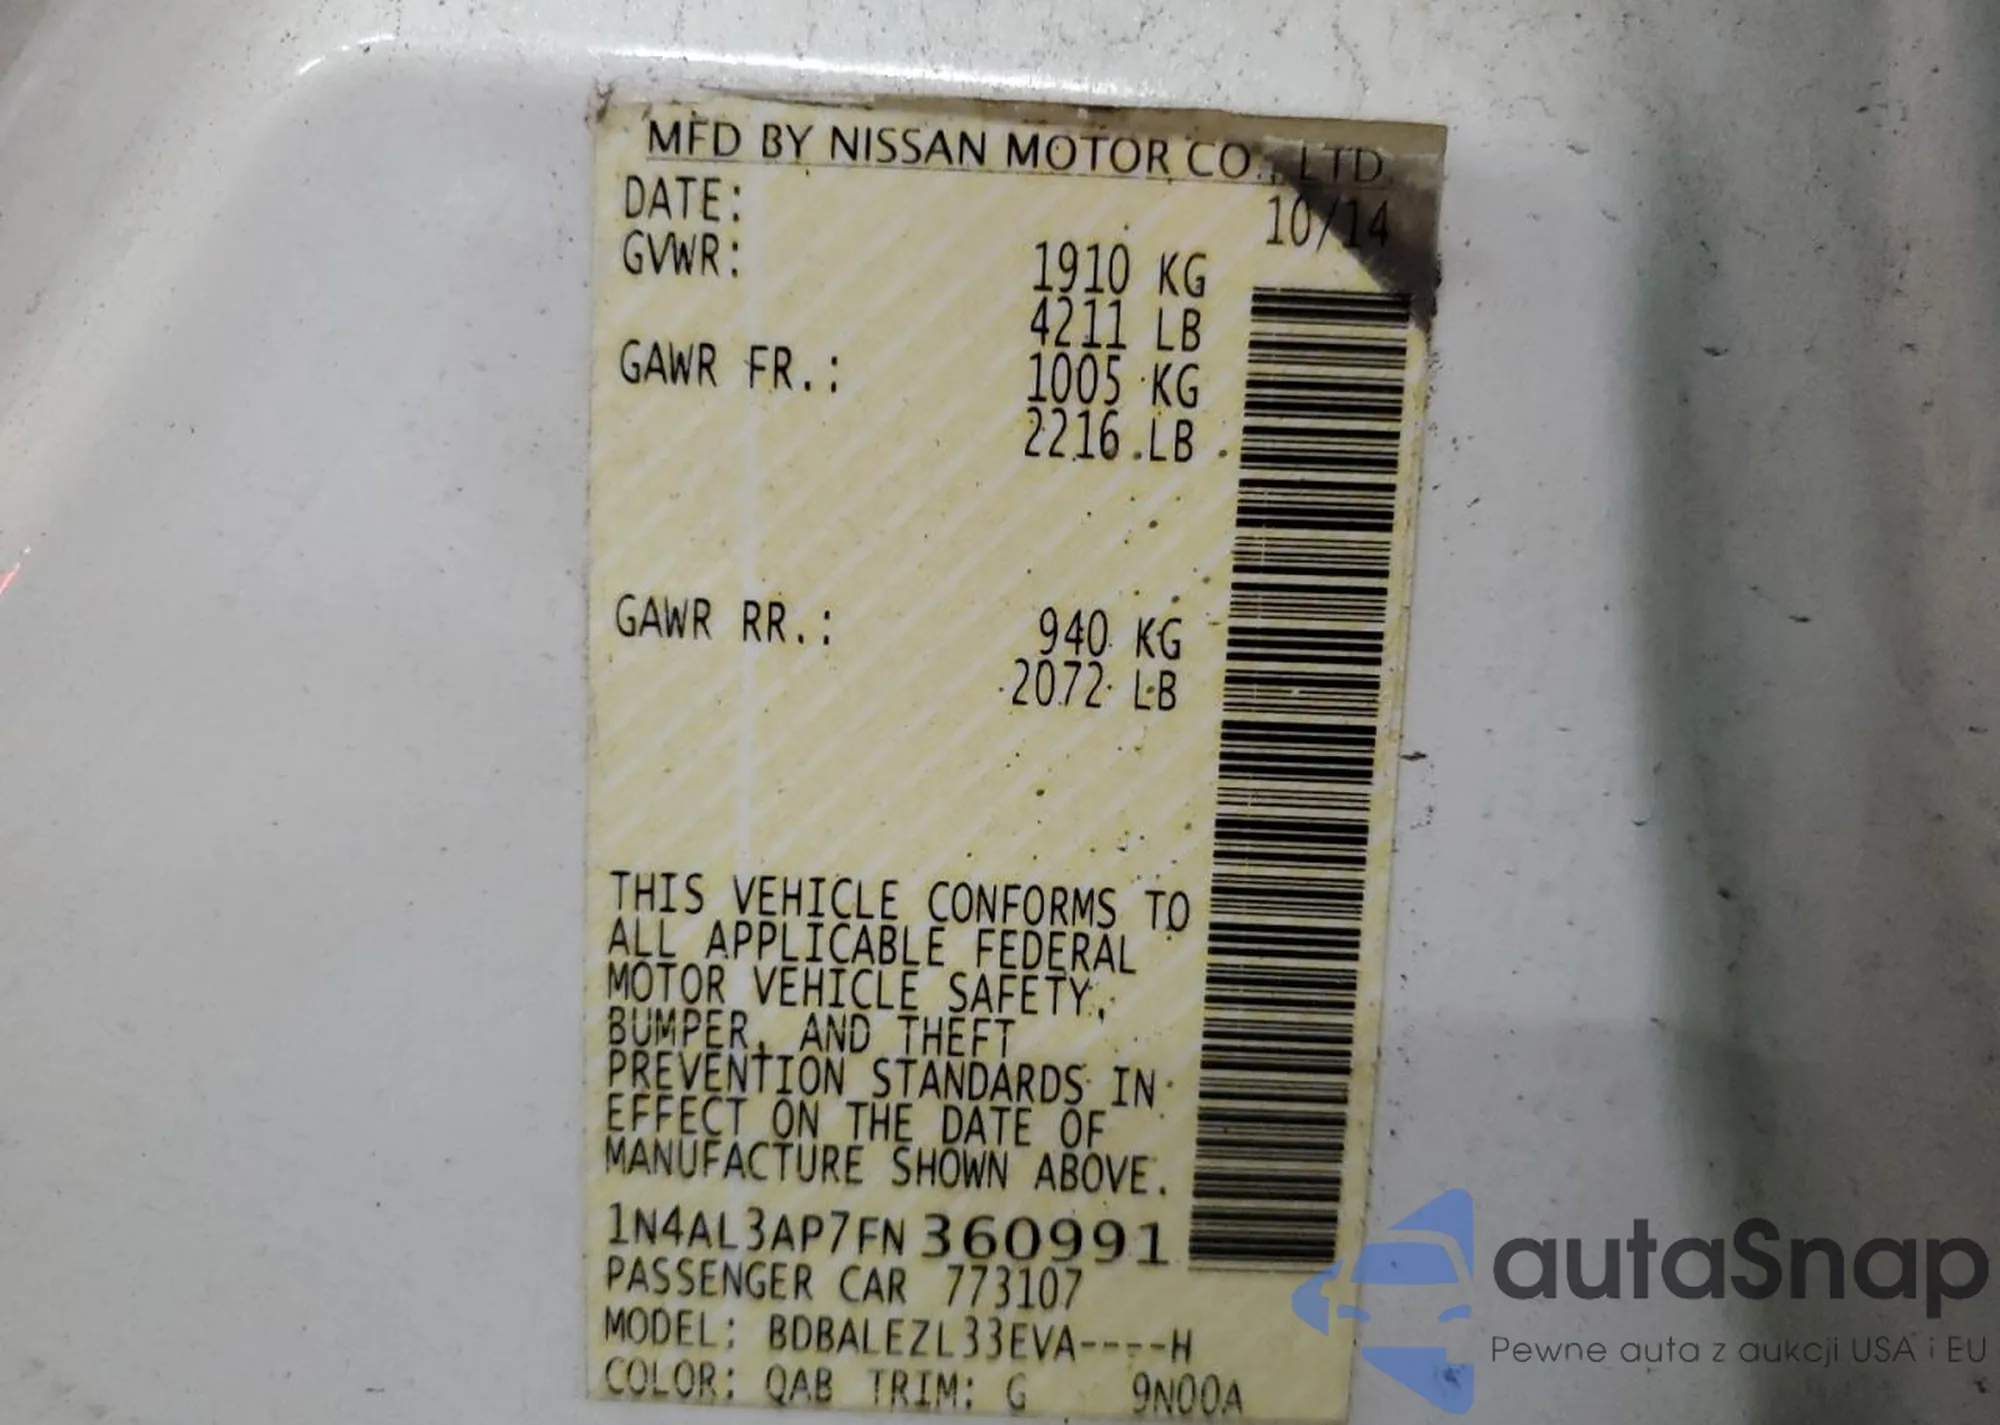 MFD BY NISSAN MOTOR CO., LTD.
DATE: 10/14
GVWR: 1910 KG
4211 LB
GAWR FR.: 1005 KG
2216 LB
GAWR RR.: 940 KG
2072 LB
THIS VEHICLE CONFORMS TO
ALL APPLICABLE FEDERAL
MOTOR VEHICLE SAFETY,
BUMPER, AND THEFT
PREVENTION STANDARDS IN
EFFECT ON THE DATE OF
MANUFACTURE SHOWN ABOVE.
1N4AL3AP7FN360991
PASSENGER CAR 773107
MODEL: BDBALEZL33EVA----H
COLOR: QAB TRIM: G 9N00A
autaSnap
Pewne auta z aukcji USA i EU